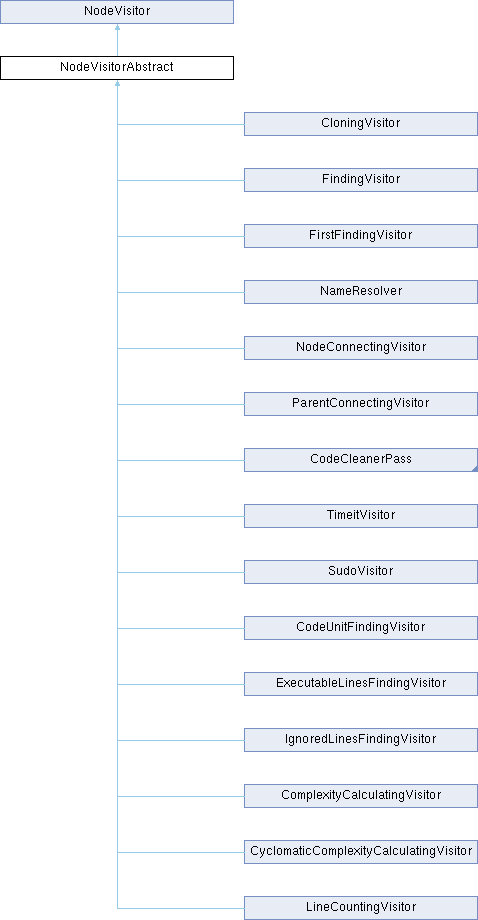 NodeVisitor
NodeVisitorAbstract
CloningVisitor
FindingVisitor
FirstFindingVisitor
NameResolver
NodeConnectingVisitor
ParentConnectingVisitor
CodeCleanerPass
TimeitVisitor
SudoVisitor
CodeUnitFindingVisitor
ExecutableLinesFindingVisitor
IgnoredLinesFindingVisitor
ComplexityCalculatingVisitor
CyclomaticComplexityCalculatingVisitor
LineCountingVisitor